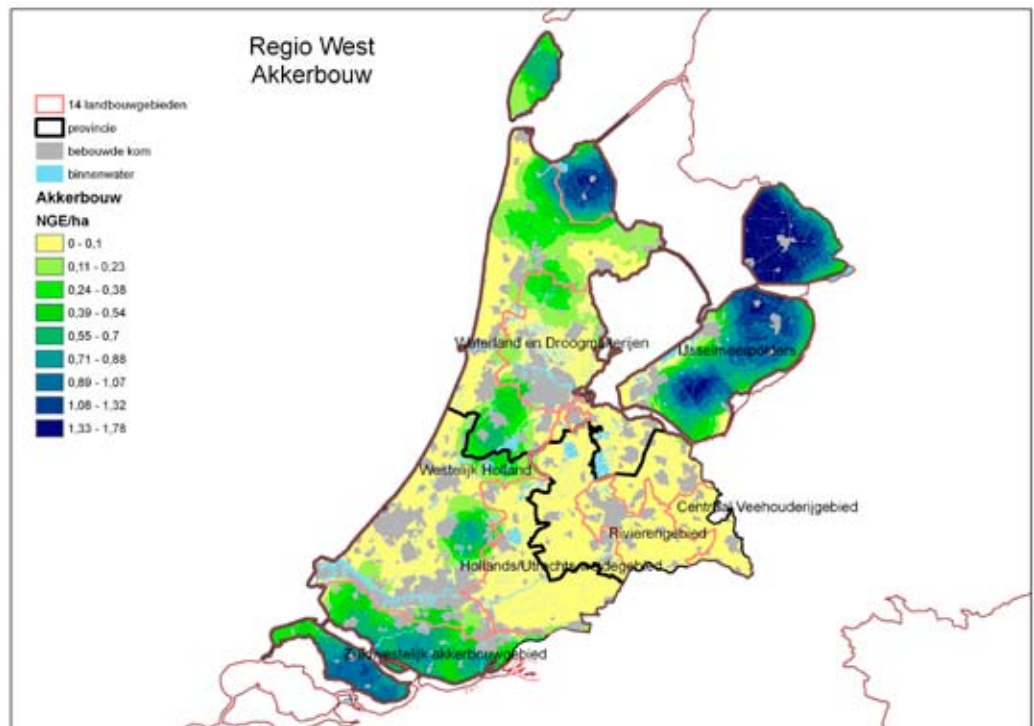 Regio West
Akkerbouw
14 landbouwgebieden
provincie
bebouwde kom
binnenwater
Akkerbouw
NGE/ha
0 - 0,1
0,11 - 0,23
0,24 - 0,38
0,39 - 0,54
0,55 - 0,7
0,71 - 0,88
0,89 - 1,07
1,08 - 1,32
1,33 - 1,78
Waterland en Droogmakerijen
IJsselmeerpolders
Westelijk Holland
Centraal Veehouderijgebied
Rivierengebied
Hollands/Utrechts weidegebied
Zuidwestelijk akkerbouwgebied